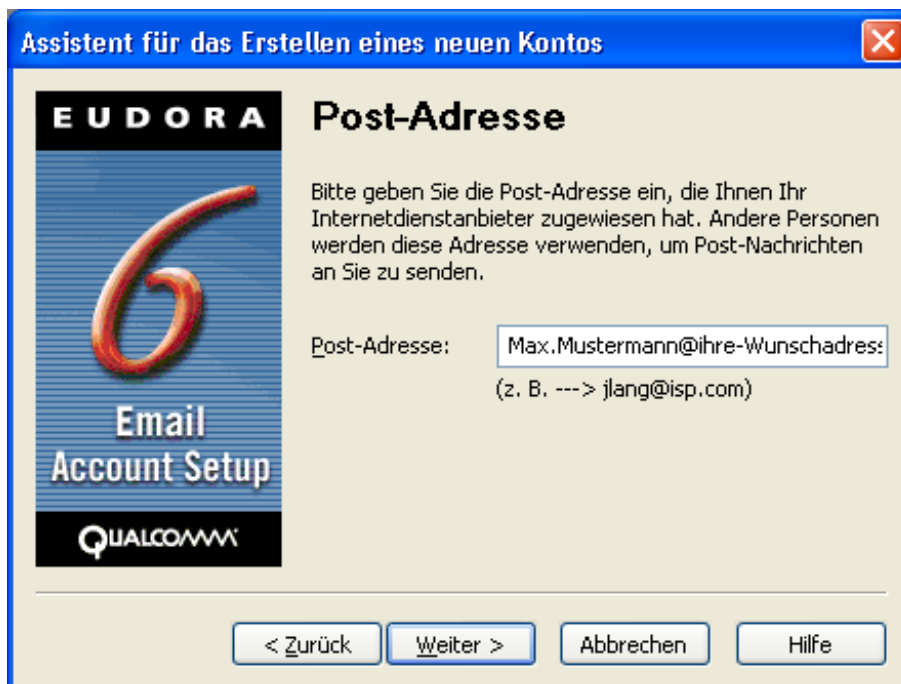 Assistent für das Erstellen eines neuen Kontos
EUDORA
6
Email
Account Setup
QUALCOMM
Post-Adresse
Bitte geben Sie die Post-Adresse ein, die Ihnen Ihr
Internetdienstanbieter zugewiesen hat. Andere Personen
werden diese Adresse verwenden, um Post-Nachrichten
an Sie zu senden.
Post-Adresse: Max.Mustermann@ihre-Wunschadress
(z. B. ---> jlang@isp.com)
< Zurück Weiter > Abbrechen Hilfe